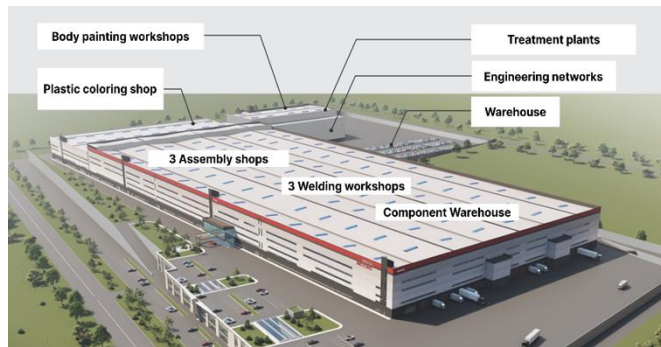 Body painting workshops
Treatment plants
Engineering networks
Plastic coloring shop
Warehouse
3 Assembly shops
3 Welding workshops
Component Warehouse